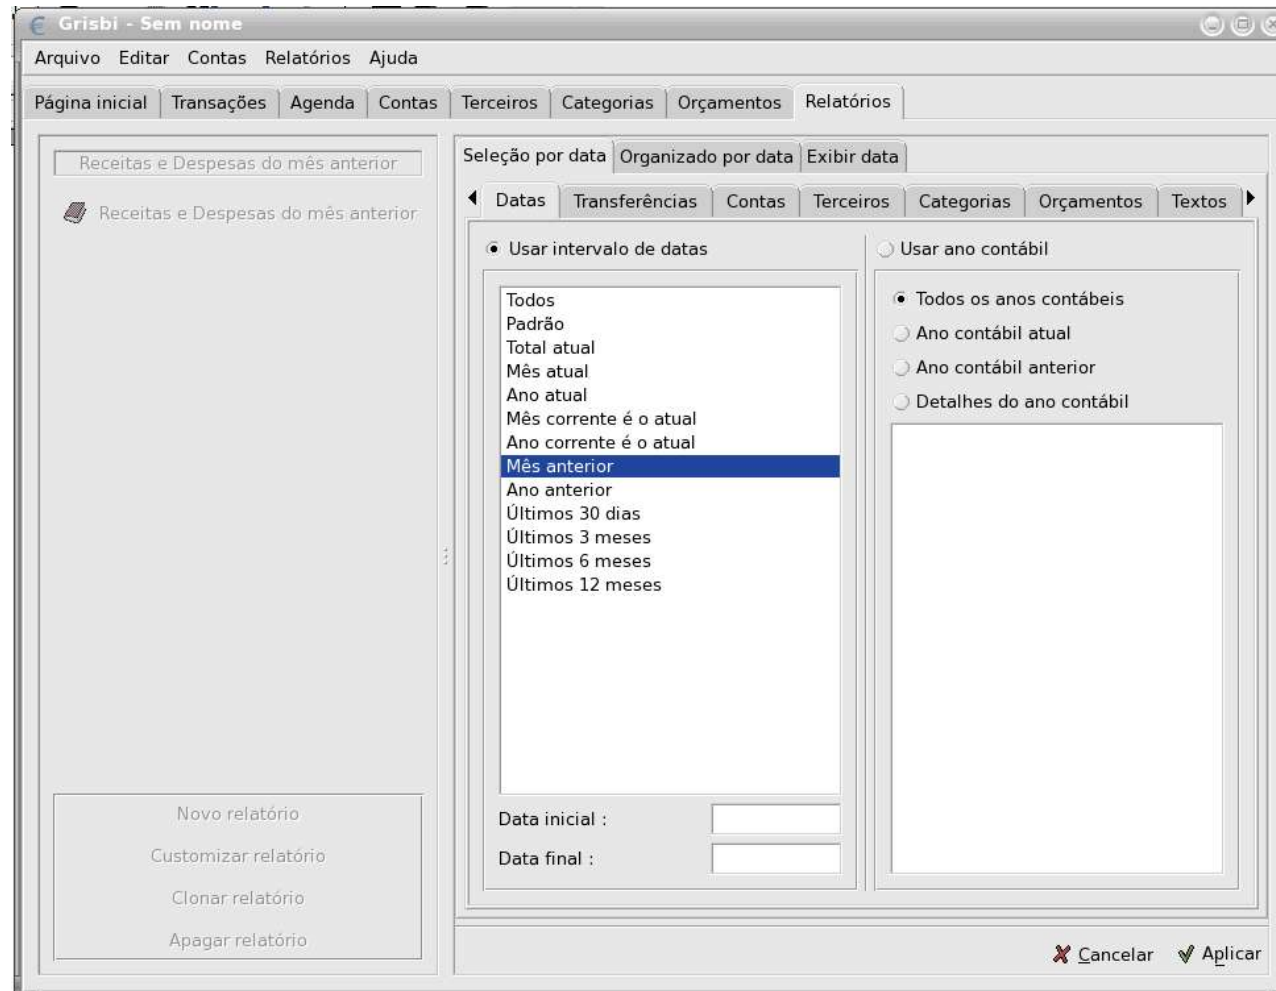 Grisbi - Sem nome
Arquivo Editar Contas Relatórios Ajuda
Página inicial Transações Agenda Contas Terceiros Categorias Orçamentos Relatórios
Receitas e Despesas do mês anterior
Receitas e Despesas do mês anterior
Novo relatório
Customizar relatório
Clonar relatório
Apagar relatório
Seleção por data Organizado por data Exibir data
Datas Transferências Contas Terceiros Categorias Orçamentos Textos
Usar intervalo de datas
Todos
Padrão
Total atual
Mês atual
Ano atual
Mês corrente é o atual
Ano corrente é o atual
Mês anterior
Ano anterior
Últimos 30 dias
Últimos 3 meses
Últimos 6 meses
Últimos 12 meses
Data inicial :
Data final :
Usar ano contábil
Todos os anos contábeis
Ano contábil atual
Ano contábil anterior
Detalhes do ano contábil
Cancelar Aplicar